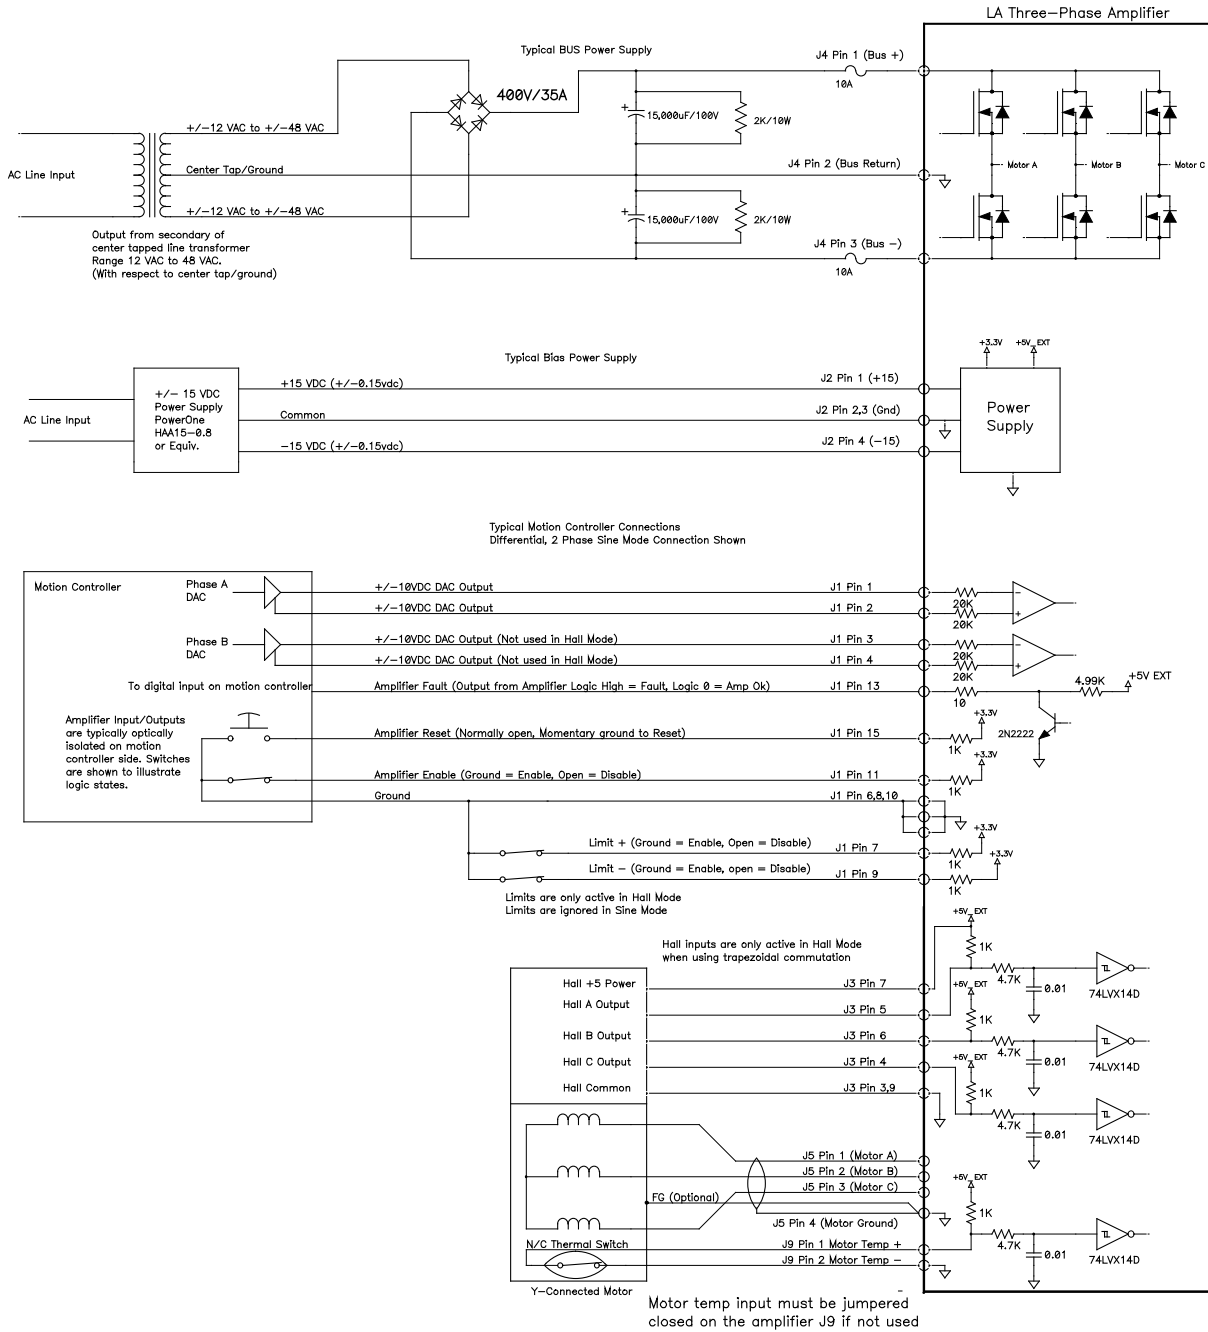 LA Three-Phase Amplifier
Typical BUS Power Supply
J4 Pin 1 (Bus +)
10A
400V/35A
+
15,000uF/100V
2K/10W
+/-12 VAC to +/-48 VAC
Center Tap/Ground
J4 Pin 2 (Bus Return)
AC Line Input
Motor A
Motor B
Motor C
+/-12 VAC to +/-48 VAC
+
15,000uF/100V
2K/10W
Output from secondary of
center tapped line transformer
Range 12 VAC to 48 VAC.
(With respect to center tap/ground)
J4 Pin 3 (Bus -)
10A
Typical Bias Power Supply
+3.3V
+5V_EXT
+/- 15 VDC
Power Supply
PowerOne
HAA15-0.8
or Equiv.
AC Line Input
+15 VDC (+/-0.15vdc)
J2 Pin 1 (+15)
Common
J2 Pin 2,3 (Gnd)
-15 VDC (+/-0.15vdc)
J2 Pin 4 (-15)
Power
Supply
Typical Motion Controller Connections
Differential, 2 Phase Sine Mode Connection Shown
Motion Controller
Phase A
DAC
+/-10VDC DAC Output
J1 Pin 1
20K
-
+/-10VDC DAC Output
J1 Pin 2
20K
+
Phase B
DAC
+/-10VDC DAC Output (Not used in Hall Mode)
J1 Pin 3
20K
-
+/-10VDC DAC Output (Not used in Hall Mode)
J1 Pin 4
20K
+
To digital input on motion controller
Amplifier Fault (Output from Amplifier Logic High = Fault, Logic 0 = Amp Ok)
J1 Pin 13
10
4.99K
+5V EXT
2N2222
Amplifier Input/Outputs
are typically optically
isolated on motion
controller side. Switches
are shown to illustrate
logic states.
Amplifier Reset (Normally open, Momentary ground to Reset)
J1 Pin 15
1K
+3.3V
Amplifier Enable (Ground = Enable, Open = Disable)
J1 Pin 11
1K
+3.3V
Ground
J1 Pin 6,8,10
Limit + (Ground = Enable, Open = Disable)
J1 Pin 7
1K
+3.3V
Limit - (Ground = Enable, open = Disable)
J1 Pin 9
1K
+3.3V
Limits are only active in Hall Mode
Limits are ignored in Sine Mode
Hall inputs are only active in Hall Mode
when using trapezoidal commutation
+5V_EXT
1K
4.7K
0.01
74LVX14D
Hall +5 Power
J3 Pin 7
Hall A Output
J3 Pin 5
+5V_EXT
1K
4.7K
0.01
74LVX14D
Hall B Output
J3 Pin 6
Hall C Output
J3 Pin 4
+5V_EXT
1K
4.7K
0.01
74LVX14D
Hall Common
J3 Pin 3,9
J5 Pin 1 (Motor A)
J5 Pin 2 (Motor B)
J5 Pin 3 (Motor C)
FG (Optional)
J5 Pin 4 (Motor Ground)
+5V_EXT
1K
4.7K
0.01
74LVX14D
N/C Thermal Switch
J9 Pin 1 Motor Temp +
J9 Pin 2 Motor Temp -
Y-Connected Motor
Motor temp input must be jumpered
closed on the amplifier J9 if not used